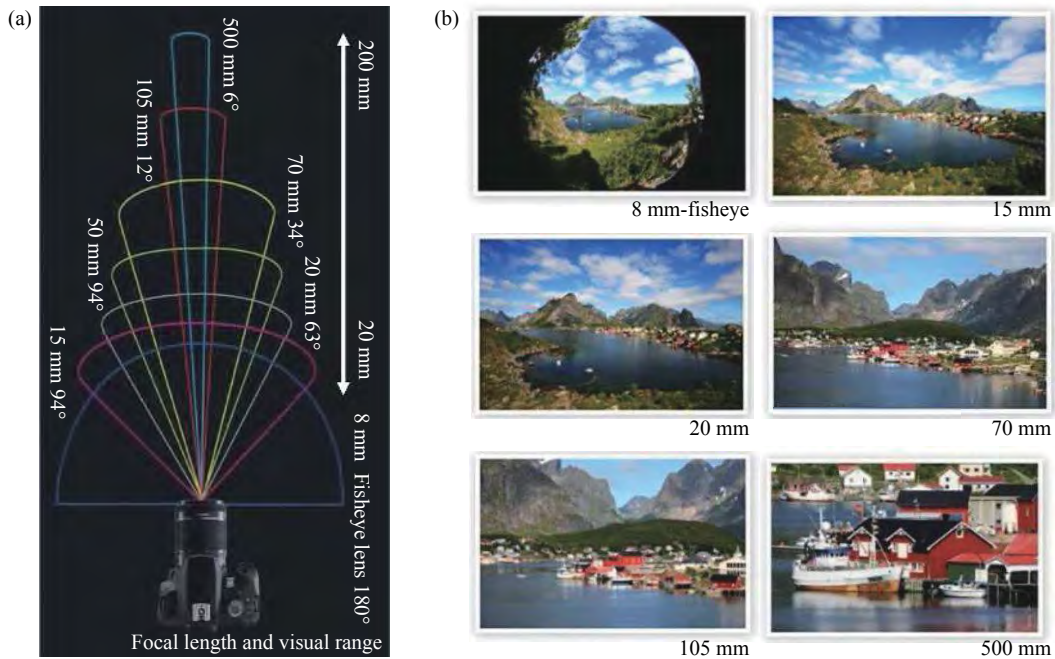 (a)
500 mm 6°
200 mm
105 mm 12°
70 mm 34°
50 mm 94°
20 mm 63°
15 mm 94°
20 mm
8 mm Fisheye lens 180°
Focal length and visual range
(b)
8 mm-fisheye
15 mm
20 mm
70 mm
105 mm
500 mm